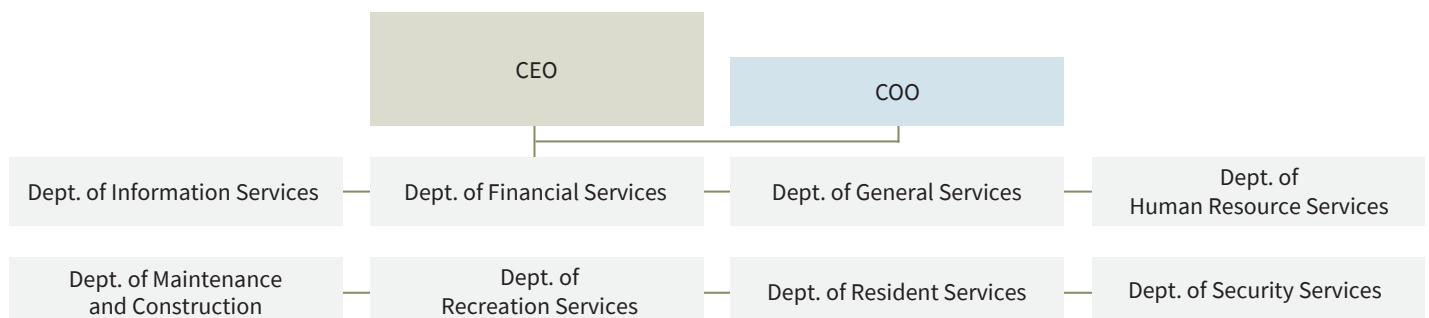 CEO
COO
Dept. of Information Services
Dept. of Financial Services
Dept. of General Services
Dept. of
Human Resource Services
Dept. of Maintenance
and Construction
Dept. of
Recreation Services
Dept. of Resident Services
Dept. of Security Services